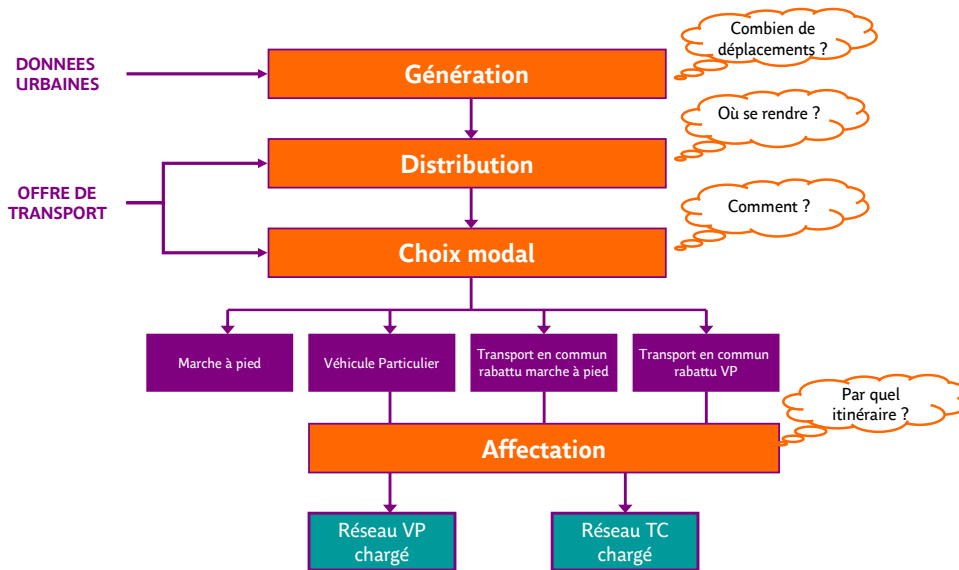 Combien de
déplacements ?
DONNEES
URBAINES
Génération
Où se rendre ?
Distribution
OFFRE DE
TRANSPORT
Comment ?
Choix modal
Marche à pied
Véhicule Particulier
Transport en commun
rabattu marche à pied
Transport en commun
rabattu VP
Par quel
itinéraire ?
Affectation
Réseau VP
chargé
Réseau TC
chargé